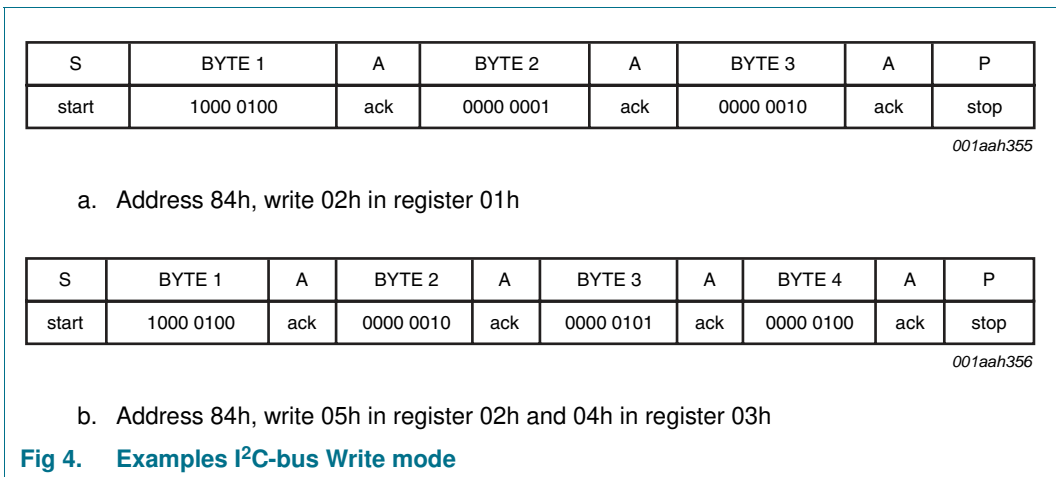 S BYTE 1 A BYTE 2 A BYTE 3 A P
start 1000 0100 ack 0000 0001 ack 0000 0010 ack stop
001aah355
a. Address 84h, write 02h in register 01h
S BYTE 1 A BYTE 2 A BYTE 3 A BYTE 4 A P
start 1000 0100 ack 0000 0010 ack 0000 0101 ack 0000 0100 ack stop
001aah356
b. Address 84h, write 05h in register 02h and 04h in register 03h
Fig 4. Examples I²C-bus Write mode